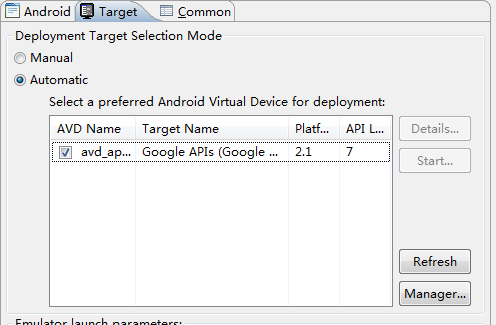 Android Target Common
Deployment Target Selection Mode
Manual
Automatic
Select a preferred Android Virtual Device for deployment:
AVD Name Target Name Platf... API L... Details...
avd_ap... Google APIs (Google ... 2.1 7 Start...
Refresh
Manager...
Emulator launch parameters: